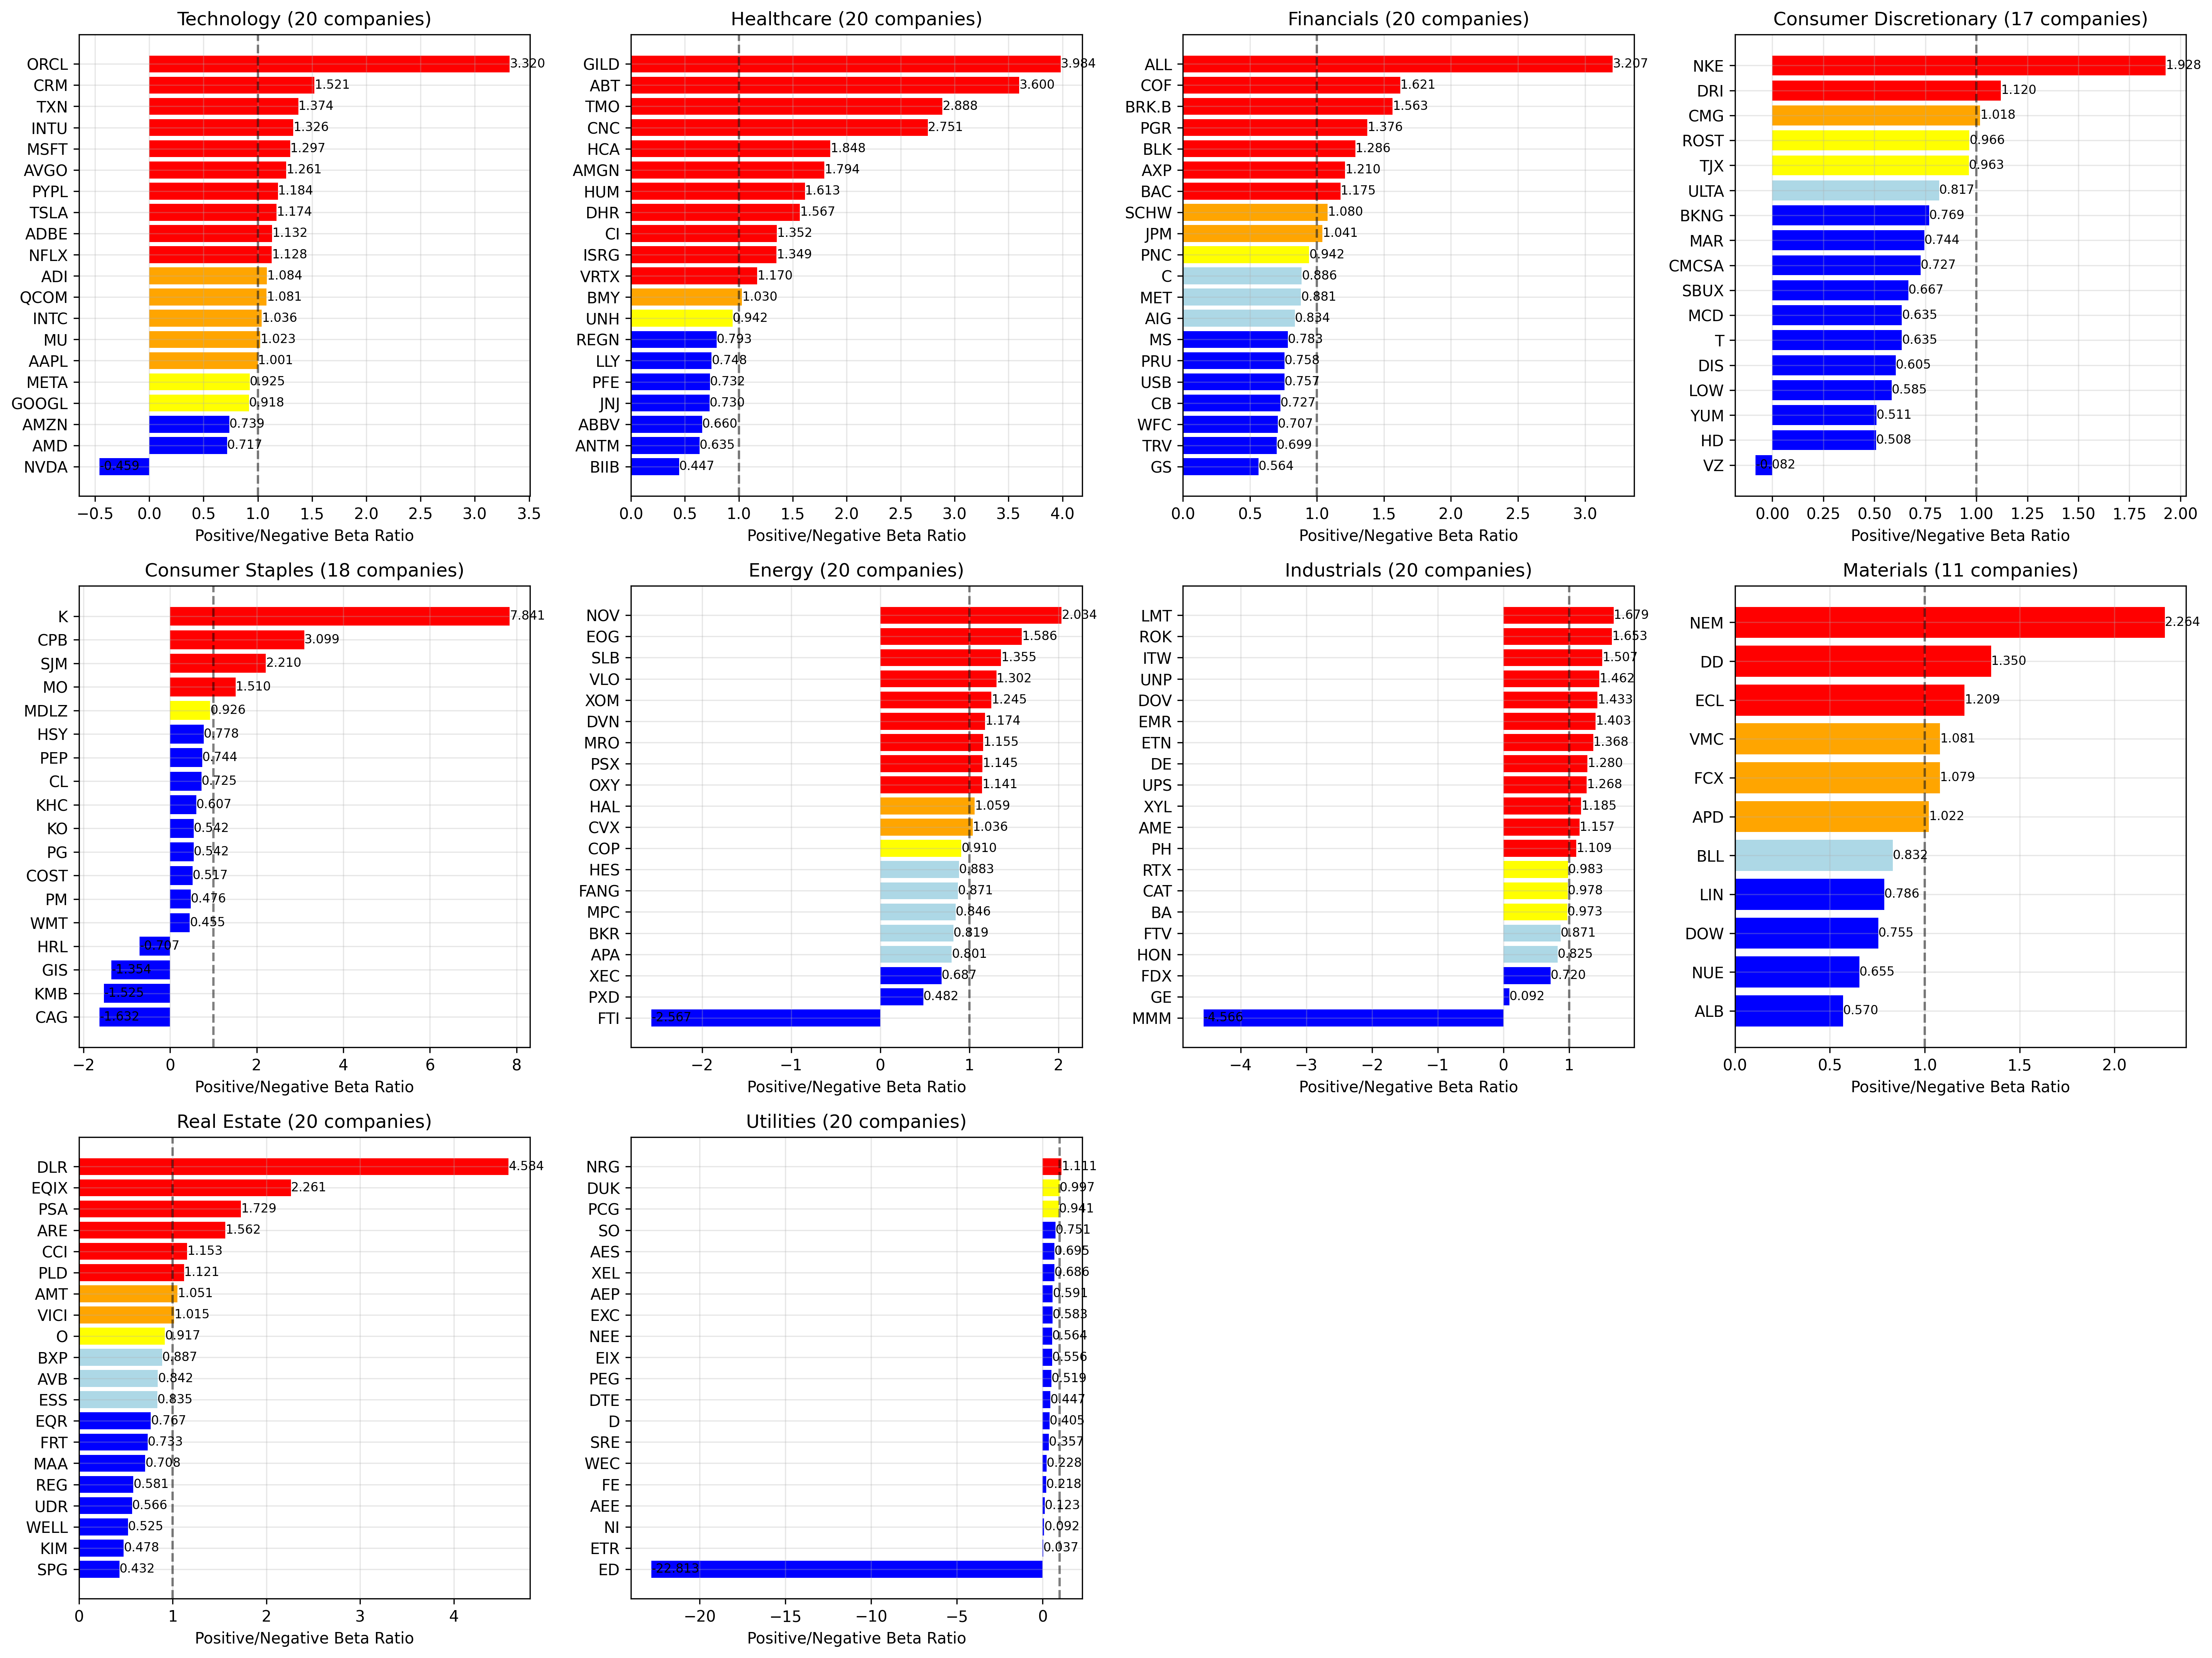 Technology (20 companies)
ORCL 3.320
CRM 1.521
TXN 1.374
INTU 1.326
MSFT 1.297
AVGO 1.261
PYPL 1.184
TSLA 1.174
ADBE 1.132
NFLX 1.128
ADI 1.084
QCOM 1.081
INTC 1.036
MU 1.023
AAPL 1.001
META 0.925
GOOGL 0.918
AMZN 0.739
AMD 0.717
NVDA -0.459
−0.5 0.0 0.5 1.0 1.5 2.0 2.5 3.0 3.5
Positive/Negative Beta Ratio
Healthcare (20 companies)
GILD 3.984
ABT 3.600
TMO 2.888
CNC 2.751
HCA 1.848
AMGN 1.794
HUM 1.613
DHR 1.567
CI 1.352
ISRG 1.349
VRTX 1.170
BMY 1.030
UNH 0.942
REGN 0.793
LLY 0.748
PFE 0.732
JNJ 0.730
ABBV 0.660
ANTM 0.635
BIIB 0.447
0.0 0.5 1.0 1.5 2.0 2.5 3.0 3.5 4.0
Positive/Negative Beta Ratio
Financials (20 companies)
ALL 3.207
COF 1.621
BRK.B 1.563
PGR 1.376
BLK 1.286
AXP 1.210
BAC 1.175
SCHW 1.080
JPM 1.041
PNC 0.942
C 0.886
MET 0.881
AIG 0.834
MS 0.783
PRU 0.758
USB 0.757
CB 0.727
WFC 0.707
TRV 0.699
GS 0.564
0.0 0.5 1.0 1.5 2.0 2.5 3.0
Positive/Negative Beta Ratio
Consumer Discretionary (17 companies)
NKE 1.928
DRI 1.120
CMG 1.018
ROST 0.966
TJX 0.963
ULTA 0.817
BKNG 0.769
MAR 0.744
CMCSA 0.727
SBUX 0.667
MCD 0.635
T 0.635
DIS 0.605
LOW 0.585
YUM 0.511
HD 0.508
VZ -0.082
0.00 0.25 0.50 0.75 1.00 1.25 1.50 1.75 2.00
Positive/Negative Beta Ratio
Consumer Staples (18 companies)
K 7.841
CPB 3.099
SJM 2.210
MO 1.510
MDLZ 0.926
HSY 0.778
PEP 0.744
CL 0.725
KHC 0.607
KO 0.542
PG 0.542
COST 0.517
PM 0.476
WMT 0.455
HRL -0.707
GIS -1.354
KMB -1.525
CAG -1.632
−2 0 2 4 6 8
Positive/Negative Beta Ratio
Energy (20 companies)
NOV 2.034
EOG 1.586
SLB 1.355
VLO 1.302
XOM 1.245
DVN 1.174
MRO 1.155
PSX 1.145
OXY 1.141
HAL 1.059
CVX 1.036
COP 0.910
HES 0.883
FANG 0.871
MPC 0.846
BKR 0.819
APA 0.801
XEC 0.687
PXD 0.482
FTI -2.567
−2 −1 0 1 2
Positive/Negative Beta Ratio
Industrials (20 companies)
LMT 1.679
ROK 1.653
ITW 1.507
UNP 1.462
DOV 1.433
EMR 1.403
ETN 1.368
DE 1.280
UPS 1.268
XYL 1.185
AME 1.157
PH 1.109
RTX 0.983
CAT 0.978
BA 0.973
FTV 0.871
HON 0.825
FDX 0.720
GE 0.092
MMM -4.566
−4 −3 −2 −1 0 1
Positive/Negative Beta Ratio
Materials (11 companies)
NEM 2.264
DD 1.350
ECL 1.209
VMC 1.081
FCX 1.079
APD 1.022
BLL 0.832
LIN 0.786
DOW 0.755
NUE 0.655
ALB 0.570
0.0 0.5 1.0 1.5 2.0
Positive/Negative Beta Ratio
Real Estate (20 companies)
DLR 4.584
EQIX 2.261
PSA 1.729
ARE 1.562
CCI 1.153
PLD 1.121
AMT 1.051
VICI 1.015
O 0.917
BXP 0.887
AVB 0.842
ESS 0.835
EQR 0.767
FRT 0.733
MAA 0.708
REG 0.581
UDR 0.566
WELL 0.525
KIM 0.478
SPG 0.432
0 1 2 3 4
Positive/Negative Beta Ratio
Utilities (20 companies)
NRG 1.111
DUK 0.997
PCG 0.941
SO 0.751
AES 0.695
XEL 0.686
AEP 0.591
EXC 0.583
NEE 0.564
EIX 0.556
PEG 0.519
DTE 0.447
D 0.405
SRE 0.357
WEC 0.228
FE 0.218
AEE 0.123
NI 0.092
ETR 0.037
ED -22.813
−20 −15 −10 −5 0
Positive/Negative Beta Ratio